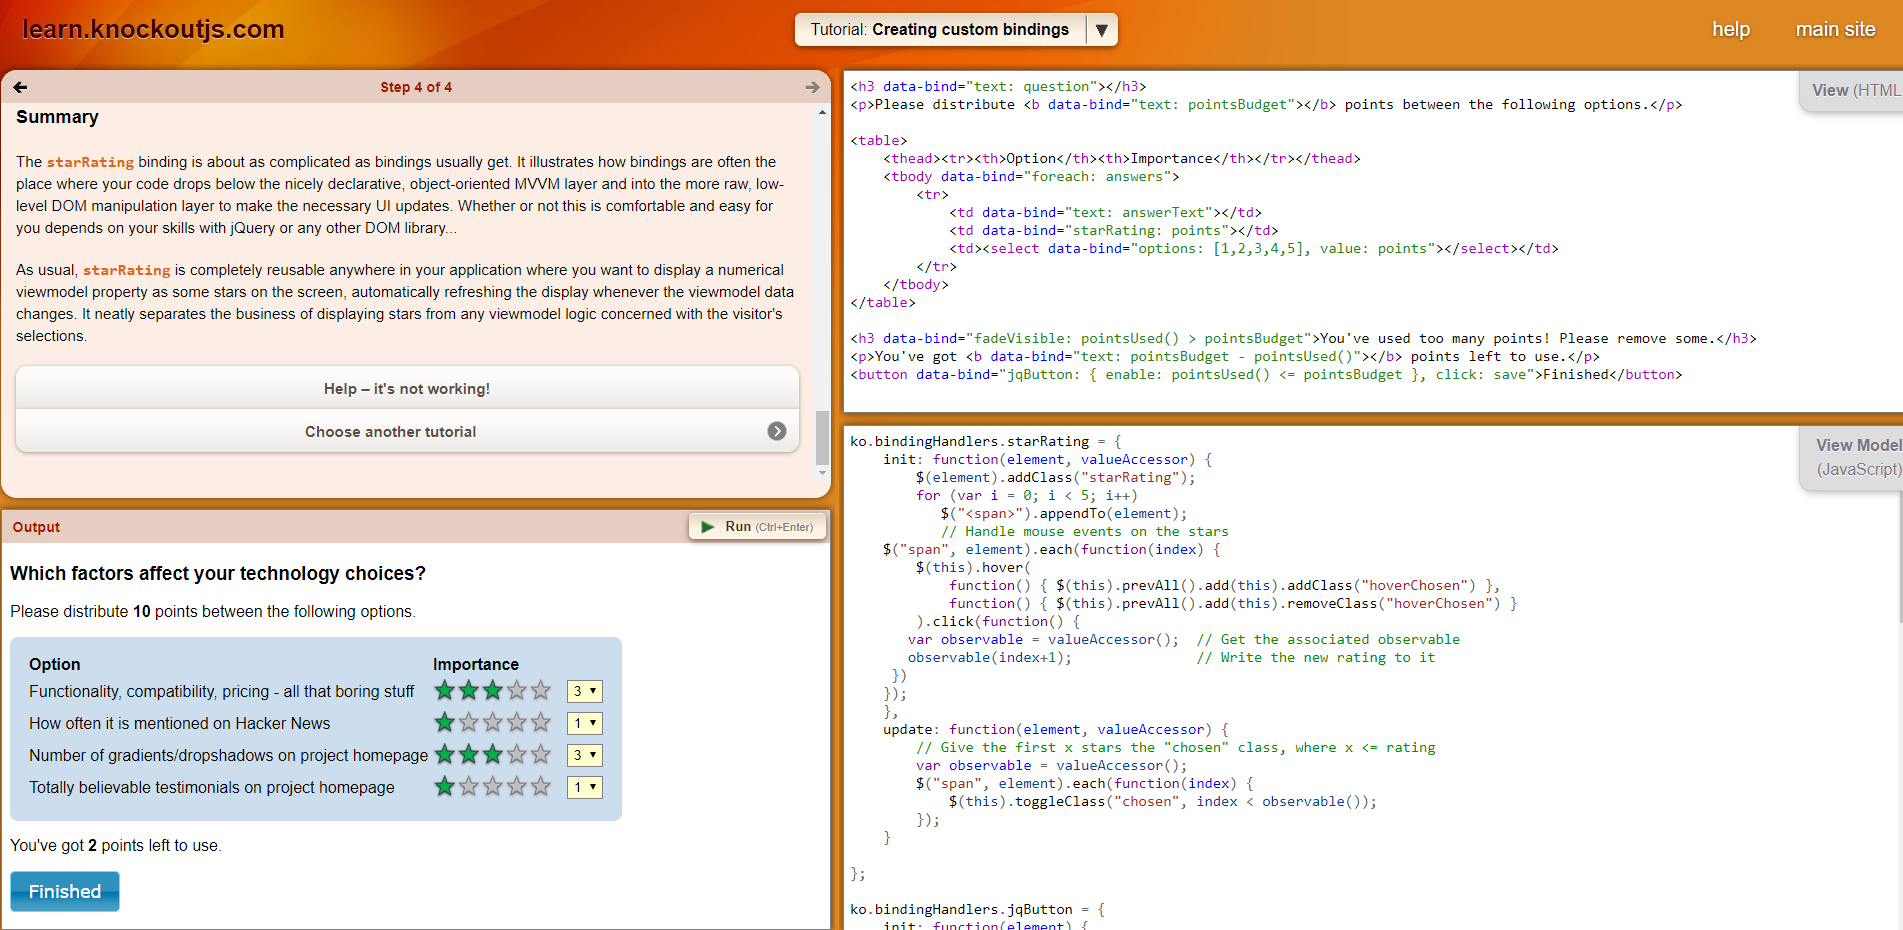 learn.knockoutjs.com
Tutorial: Creating custom bindings ▼
help
main site
Step 4 of 4
Summary
The starRating binding is about as complicated as bindings usually get. It illustrates how bindings are often the
place where your code drops below the nicely declarative, object-oriented MVVM layer and into the more raw, low-
level DOM manipulation layer to make the necessary UI updates. Whether or not this is comfortable and easy for
you depends on your skills with jQuery or any other DOM library...
As usual, starRating is completely reusable anywhere in your application where you want to display a numerical
viewmodel property as some stars on the screen, automatically refreshing the display whenever the viewmodel data
changes. It neatly separates the business of displaying stars from any viewmodel logic concerned with the visitor's
selections.
Help – it's not working!
Choose another tutorial
Output
Run (Ctrl+Enter)
Which factors affect your technology choices?
Please distribute 10 points between the following options.
Option Importance
Functionality, compatibility, pricing - all that boring stuff 3
How often it is mentioned on Hacker News 1
Number of gradients/dropshadows on project homepage 3
Totally believable testimonials on project homepage 1
You've got 2 points left to use.
Finished
View (HTML
<h3 data-bind="text: question"></h3>
<p>Please distribute <b data-bind="text: pointsBudget"></b> points between the following options.</p>
<table>
<thead><tr><th>Option</th><th>Importance</th></tr></thead>
<tbody data-bind="foreach: answers">
<tr>
<td data-bind="text: answerText"></td>
<td data-bind="starRating: points"></td>
<td><select data-bind="options: [1,2,3,4,5], value: points"></select></td>
</tr>
</tbody>
</table>
<h3 data-bind="fadeVisible: pointsUsed() > pointsBudget">You've used too many points! Please remove some.</h3>
<p>You've got <b data-bind="text: pointsBudget - pointsUsed()"></b> points left to use.</p>
<button data-bind="jqButton: { enable: pointsUsed() <= pointsBudget }, click: save">Finished</button>
View Model
(JavaScript)
ko.bindingHandlers.starRating = {
init: function(element, valueAccessor) {
$(element).addClass("starRating");
for (var i = 0; i < 5; i++)
$("<span>").appendTo(element);
// Handle mouse events on the stars
$("span", element).each(function(index) {
$(this).hover(
function() { $(this).prevAll().add(this).addClass("hoverChosen") },
function() { $(this).prevAll().add(this).removeClass("hoverChosen") }
).click(function() {
var observable = valueAccessor(); // Get the associated observable
observable(index+1); // Write the new rating to it
})
});
},
update: function(element, valueAccessor) {
// Give the first x stars the "chosen" class, where x <= rating
var observable = valueAccessor();
$("span", element).each(function(index) {
$(this).toggleClass("chosen", index < observable());
});
}
};
ko.bindingHandlers.jqButton = {
init: function(element) {